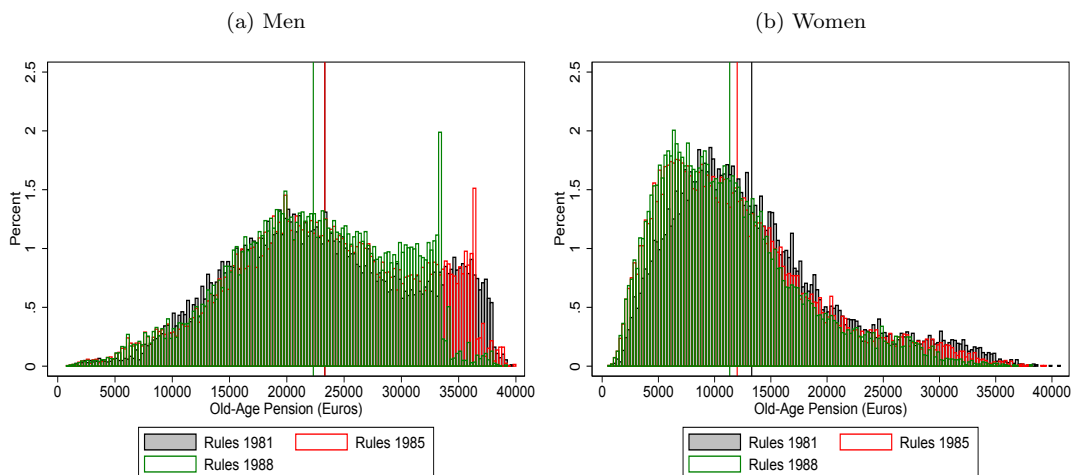 (a) Men
(b) Women
Percent
2.5
2
1.5
1
.5
0
0
5000
10000
15000
20000
25000
30000
35000
40000
Old-Age Pension (Euros)
Rules 1981
Rules 1985
Rules 1988
Percent
2.5
2
1.5
1
.5
0
0
5000
10000
15000
20000
25000
30000
35000
40000
Old-Age Pension (Euros)
Rules 1981
Rules 1985
Rules 1988